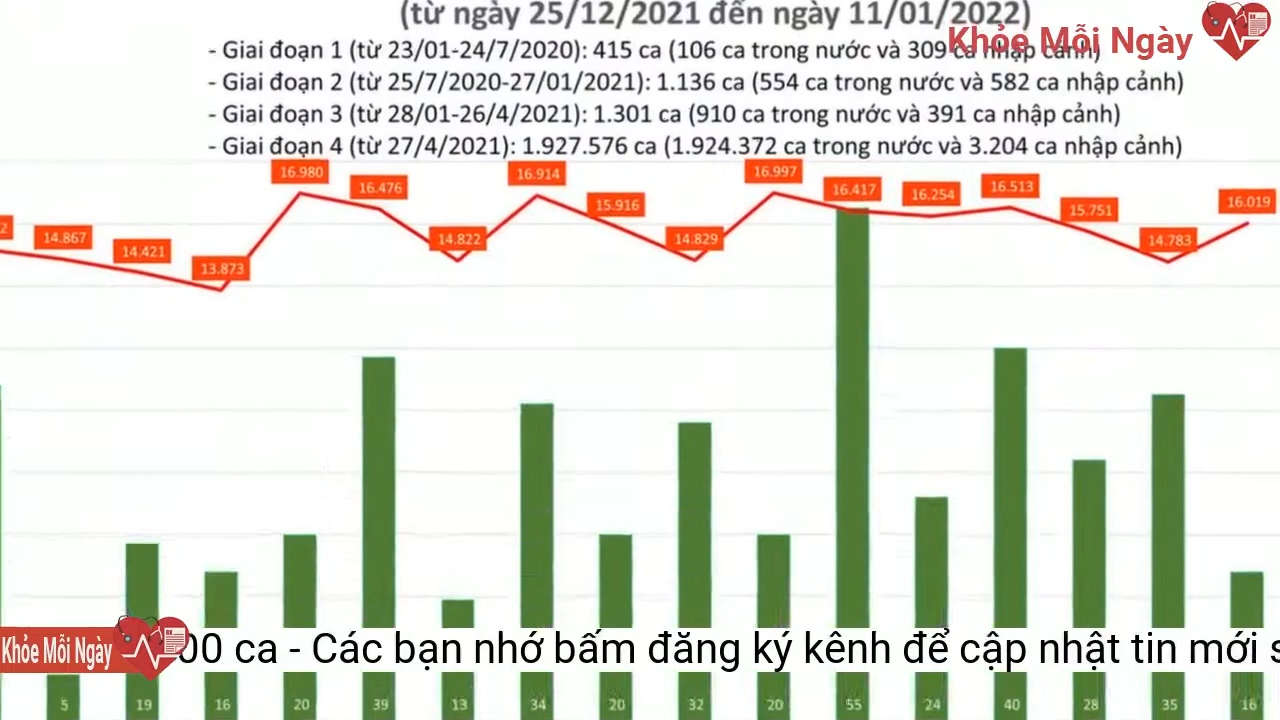 (từ ngày 25/12/2021 đến ngày 11/01/2022)
Khỏe Mỗi Ngày
- Giai đoạn 1 (từ 23/01-24/7/2020): 415 ca (106 ca trong nước và 309 ca nhập cảnh)
- Giai đoạn 2 (từ 25/7/2020-27/01/2021): 1.136 ca (554 ca trong nước và 582 ca nhập cảnh)
- Giai đoạn 3 (từ 28/01-26/4/2021): 1.301 ca (910 ca trong nước và 391 ca nhập cảnh)
- Giai đoạn 4 (từ 27/4/2021): 1.927.576 ca (1.924.372 ca trong nước và 3.204 ca nhập cảnh)
2 14.867 14.421 13.873 16.980 16.476 14.822 16.914 15.916 14.829 16.997 16.417 16.254 16.513 15.751 14.783 16.019
Khỏe Mỗi Ngày
00 ca - Các bạn nhớ bấm đăng ký kênh để cập nhật tin mới s
5 19 16 20 39 13 34 20 32 20 55 24 40 28 35 16